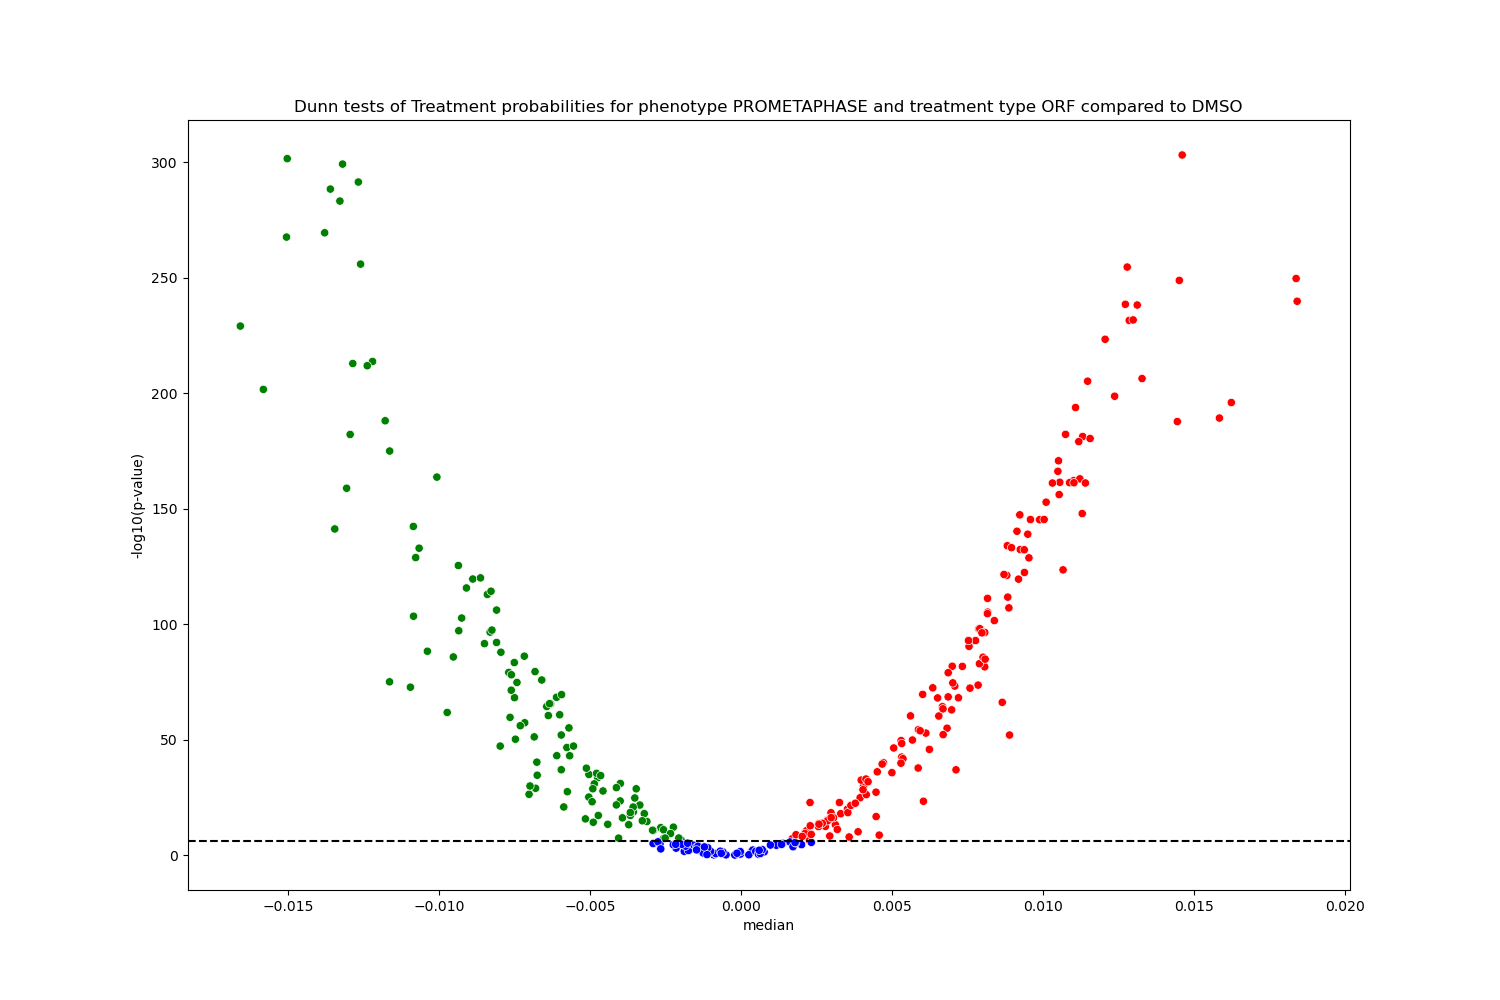 Dunn tests of Treatment probabilities for phenotype PROMETAPHASE and treatment type ORF compared to DMSO
300
250
200
150
100
50
0
-log10(p-value)
−0.015 −0.010 −0.005 0.000 0.005 0.010 0.015 0.020
median